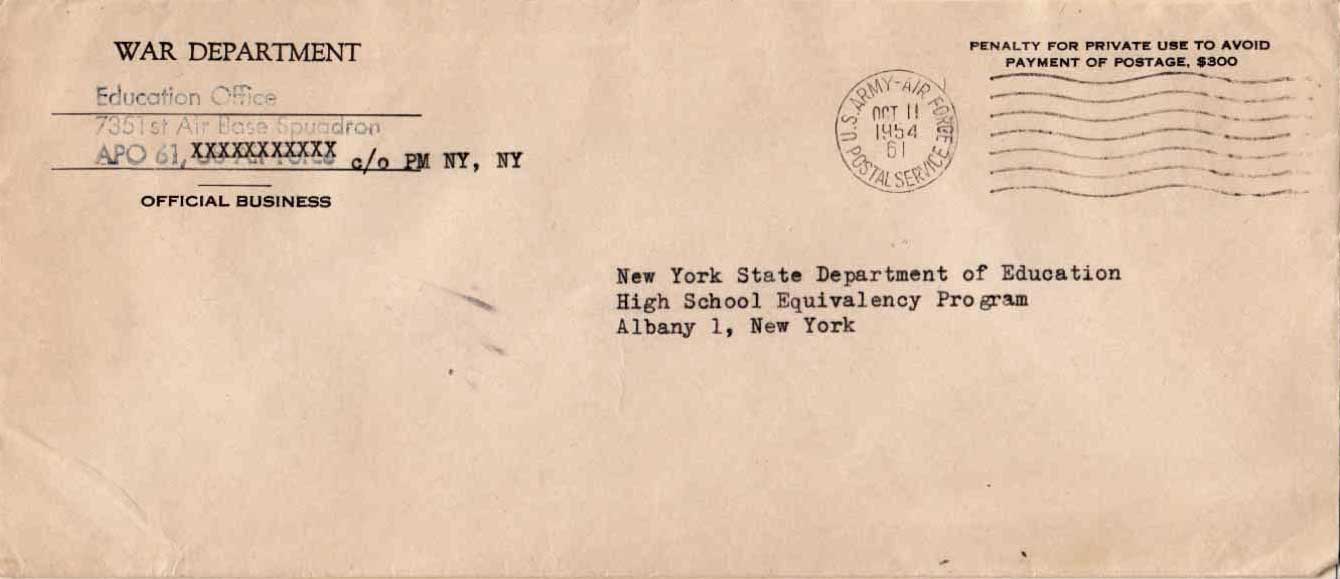 WAR DEPARTMENT
Education Office
7351st Air Base Squadron
APO 61, XXXXXXXXXXX c/o PM NY, NY
OFFICIAL BUSINESS
PENALTY FOR PRIVATE USE TO AVOID
PAYMENT OF POSTAGE, $300
U.S. ARMY-AIR FORCE
OCT 11
1954
61
POSTAL SERVICE
New York State Department of Education
High School Equivalency Program
Albany 1, New York